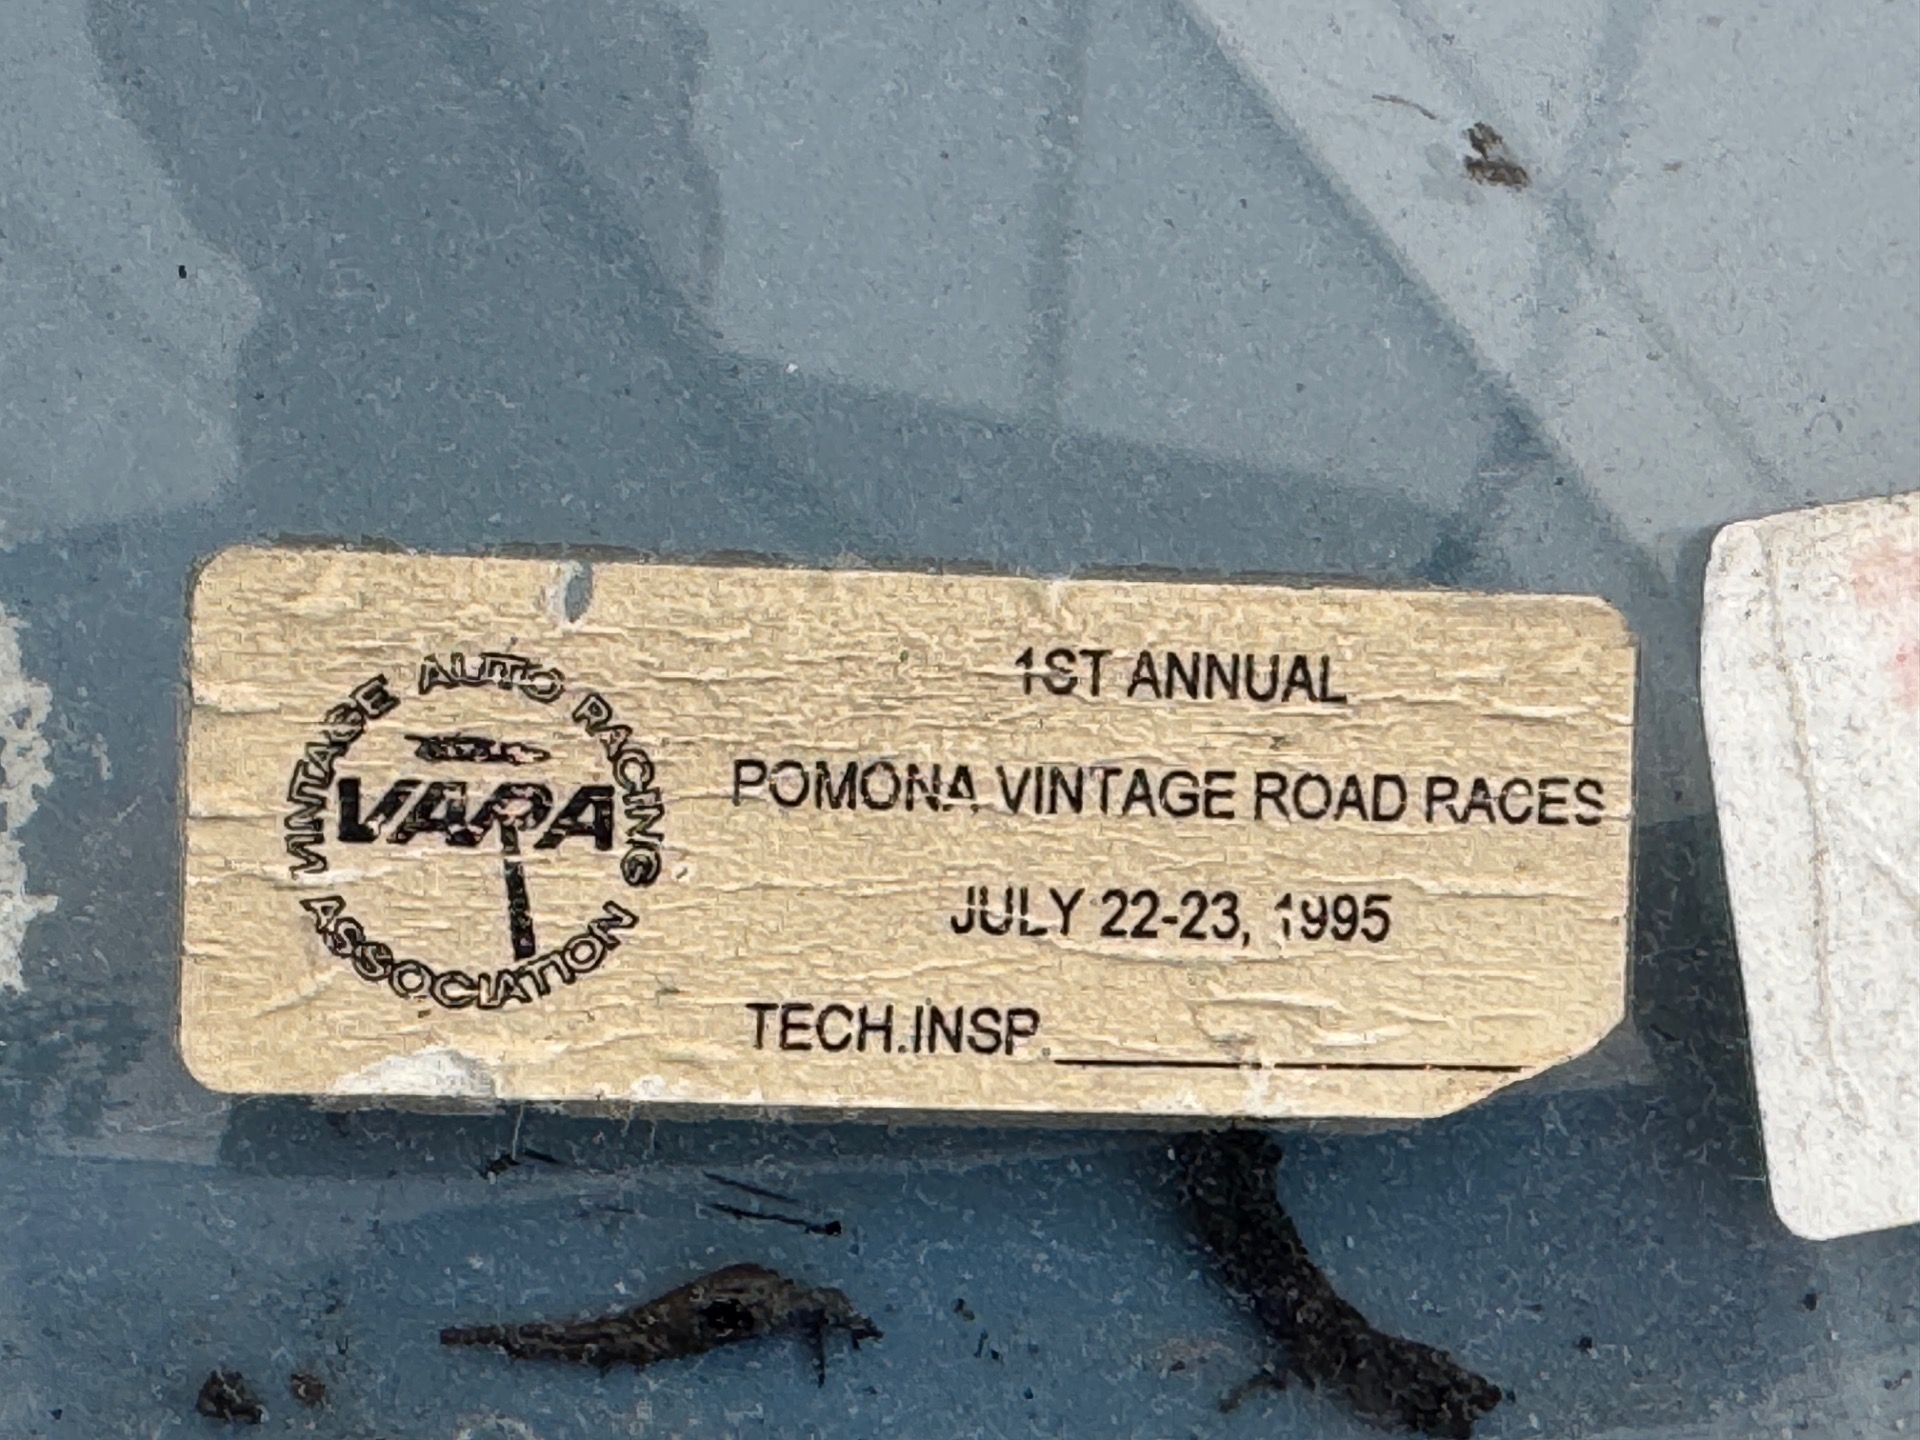 VINTAGE AUTO RACING
VARA
ASSOCIATION
1ST ANNUAL
POMONA VINTAGE ROAD RACES
JULY 22-23, 1995
TECH.INSP.